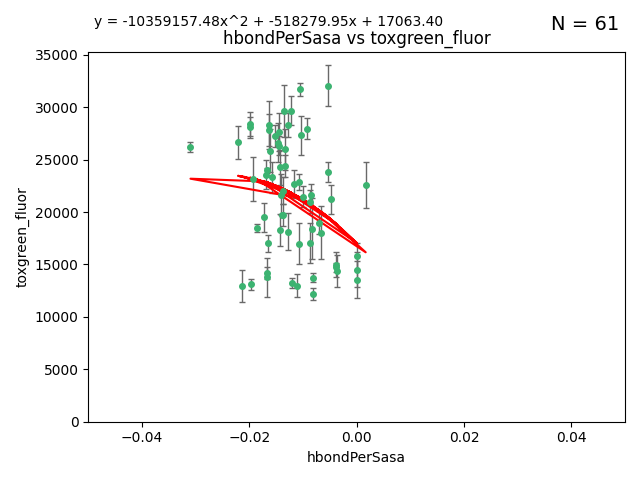 y = -10359157.48x^2 + -518279.95x + 17063.40
N = 61
hbondPerSasa vs toxgreen_fluor
35000
30000
25000
20000
15000
10000
5000
0
toxgreen_fluor
−0.04
−0.02
0.00
0.02
0.04
hbondPerSasa